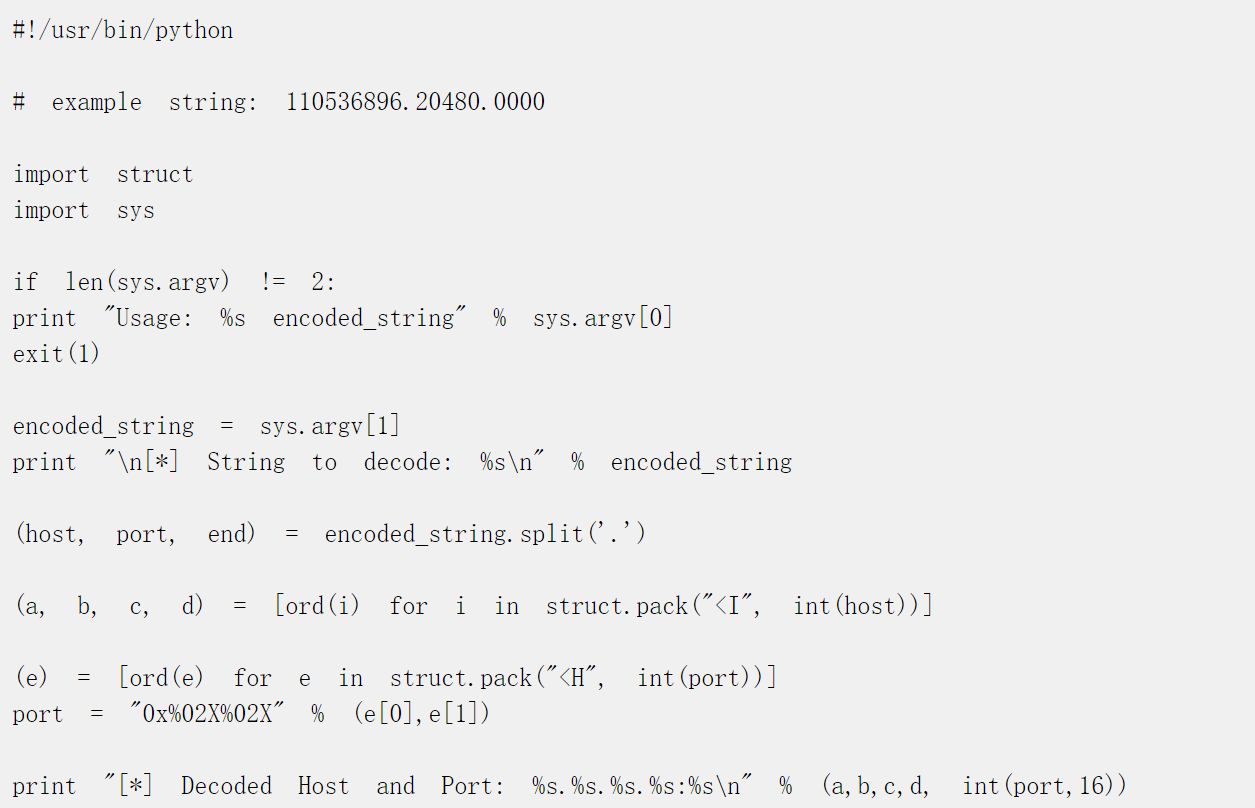 #!/usr/bin/python
# example string: 110536896.20480.0000
import struct
import sys
if len(sys.argv) != 2:
print "Usage: %s encoded_string" % sys.argv[0]
exit(1)
encoded_string = sys.argv[1]
print "\n[*] String to decode: %s\n" % encoded_string
(host, port, end) = encoded_string.split('.')
(a, b, c, d) = [ord(i) for i in struct.pack("<I", int(host))]
(e) = [ord(e) for e in struct.pack("<H", int(port))]
port = "0x%02X%02X" % (e[0],e[1])
print "[*] Decoded Host and Port: %s.%s.%s.%s:%s\n" % (a,b,c,d, int(port,16))